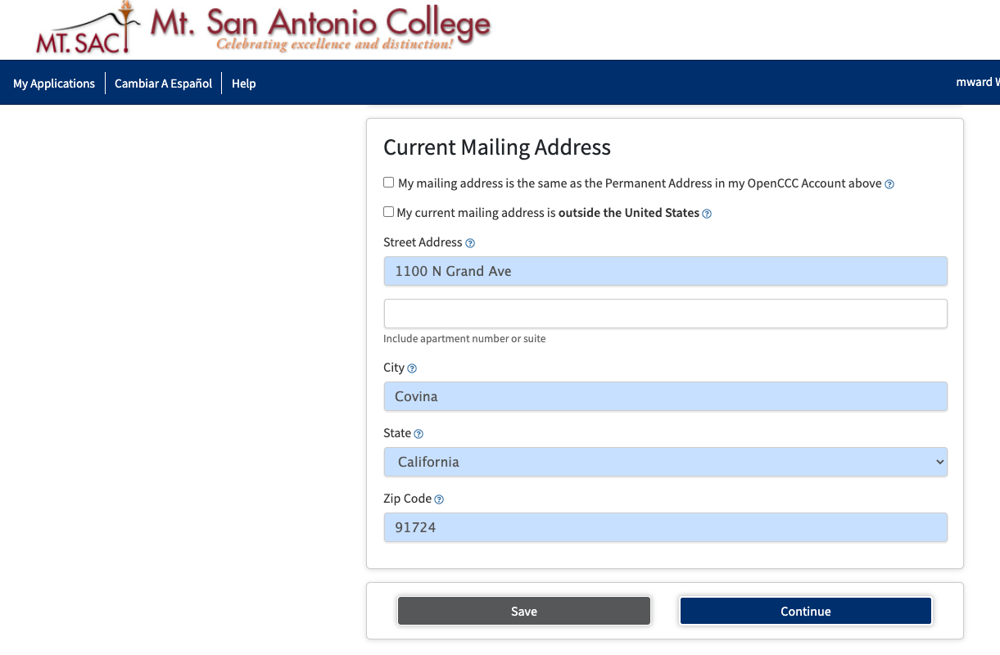 MT. SAC
Mt. San Antonio College
Celebrating excellence and distinction!
My Applications
Cambiar A Español
Help
mward W
Current Mailing Address
My mailing address is the same as the Permanent Address in my OpenCCC Account above
My current mailing address is outside the United States
Street Address
1100 N Grand Ave
Include apartment number or suite
City
Covina
State
California
Zip Code
91724
Save
Continue